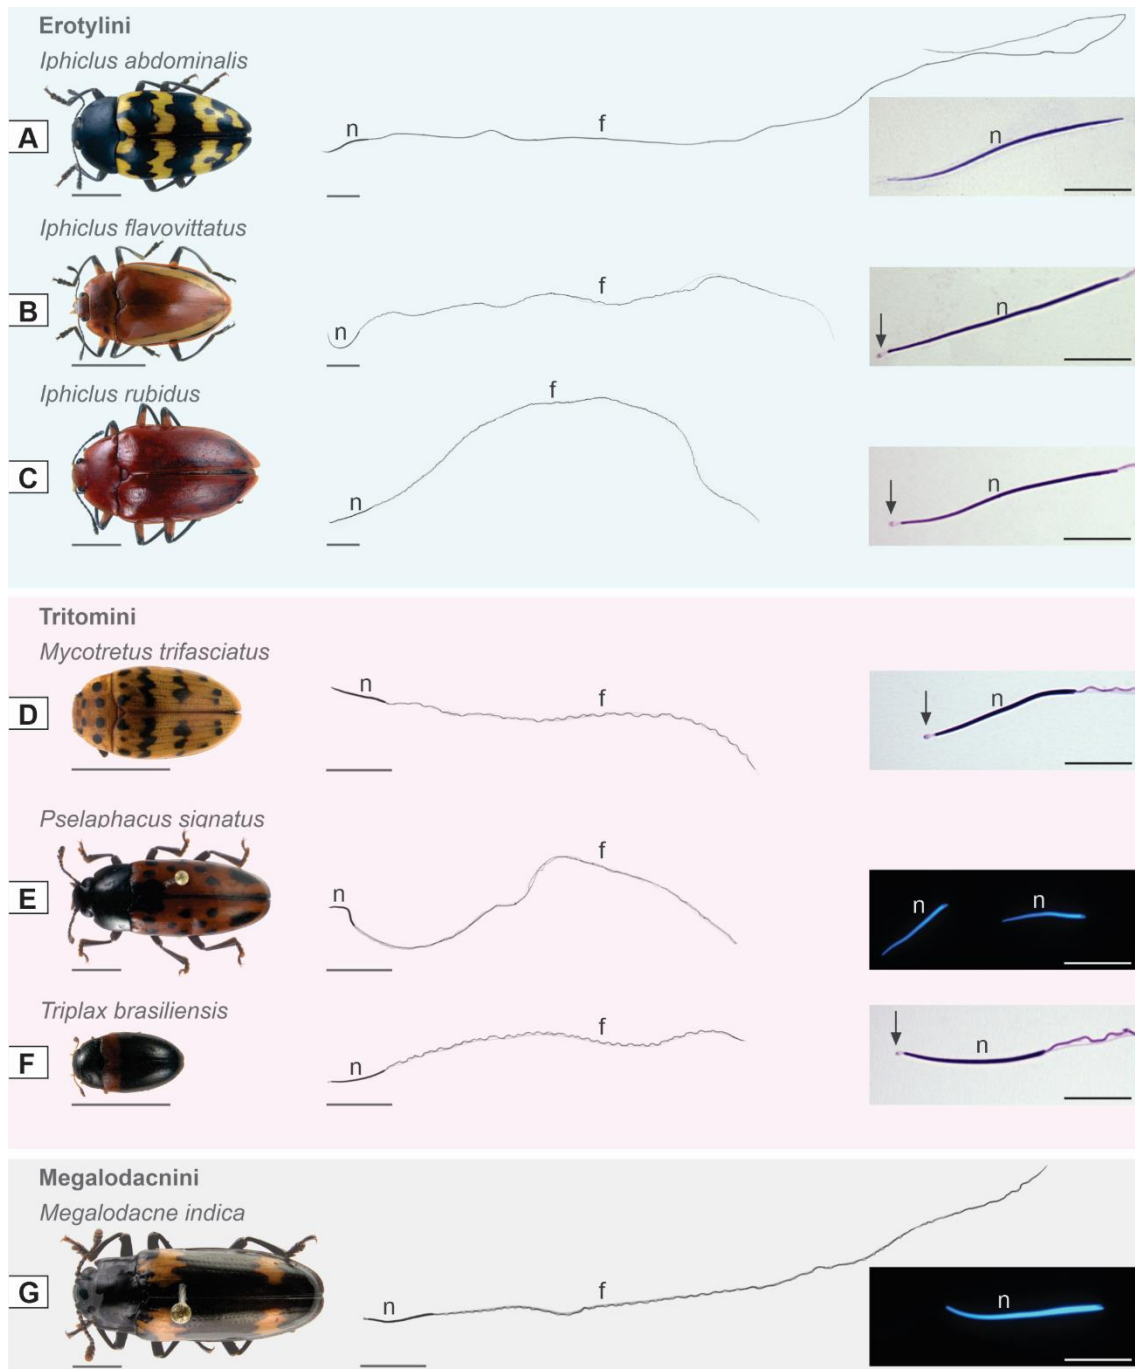 Erotylini
Iphiclus abdominalis
A
n
f
n
Iphiclus flavovittatus
B
n
f
n
Iphiclus rubidus
C
n
f
n
Tritomini
Mycotretus trifasciatus
D
n
f
n
Pselaphacus signatus
E
n
f
n
n
Triplax brasiliensis
F
n
f
n
Megalodacnini
Megalodacne indica
G
n
f
n